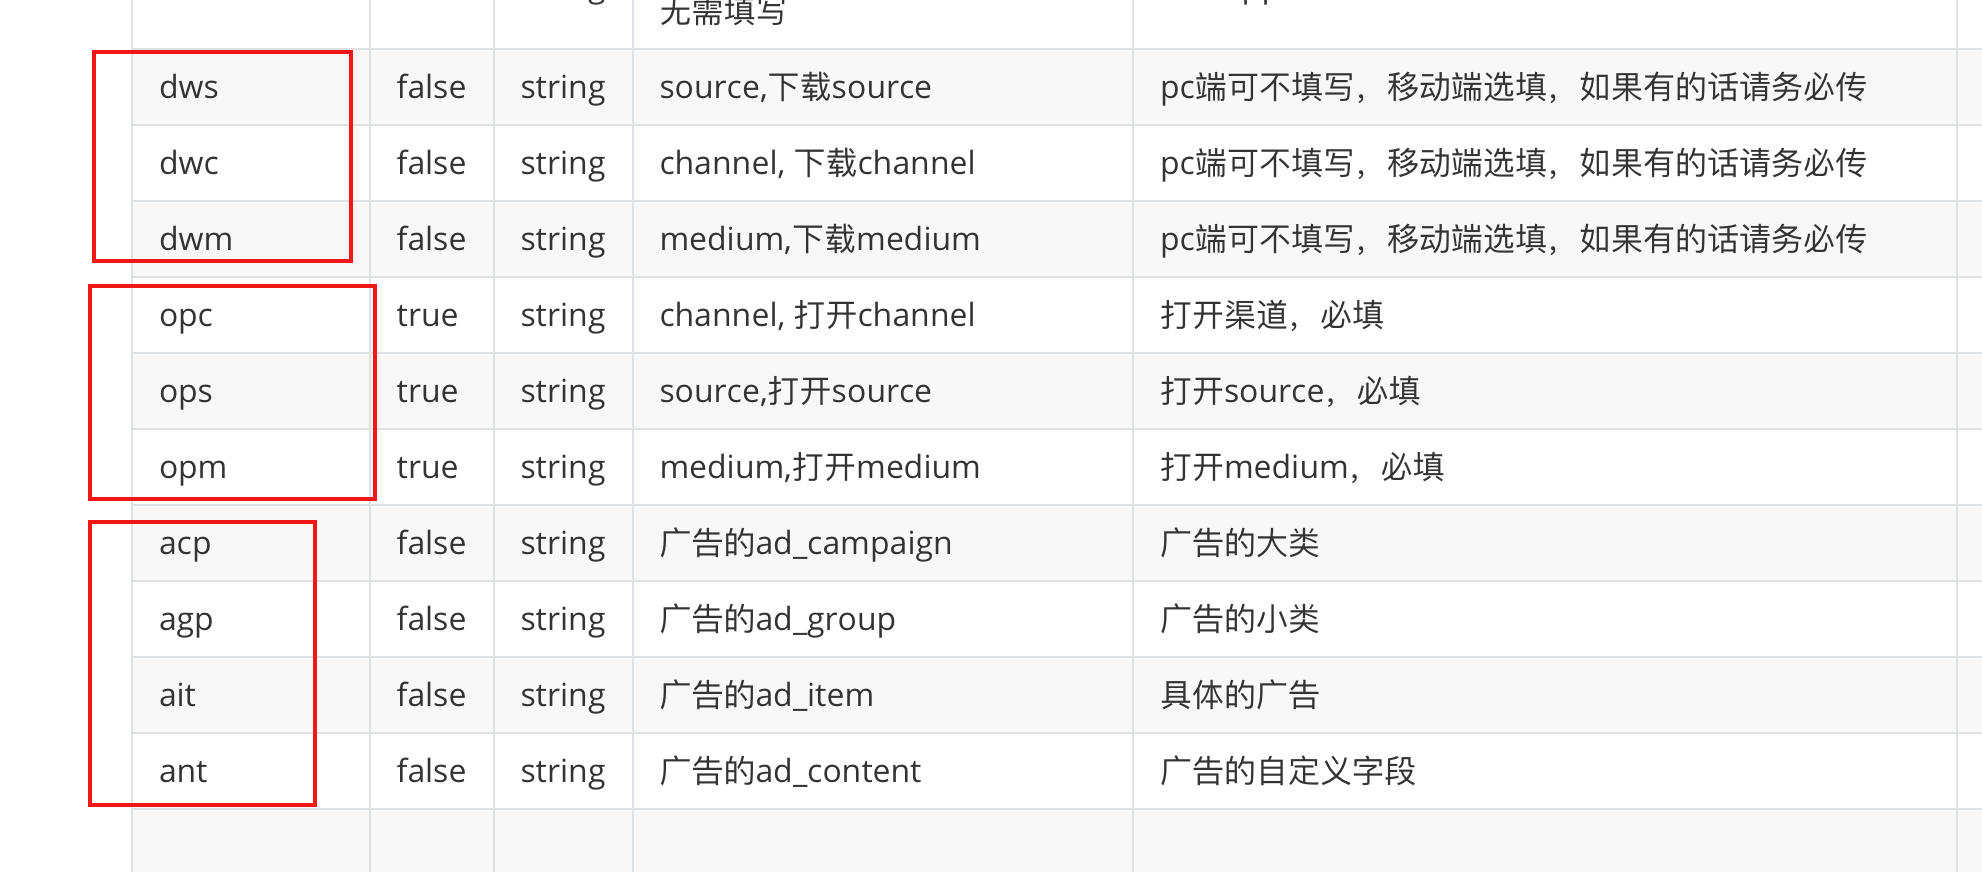 无需填写
dws false string source,下载source pc端可不填写，移动端选填，如果有的话请务必传
dwc false string channel, 下载channel pc端可不填写，移动端选填，如果有的话请务必传
dwm false string medium,下载medium pc端可不填写，移动端选填，如果有的话请务必传
opc true string channel, 打开channel 打开渠道，必填
ops true string source,打开source 打开source，必填
opm true string medium,打开medium 打开medium，必填
acp false string 广告的ad_campaign 广告的大类
agp false string 广告的ad_group 广告的小类
ait false string 广告的ad_item 具体的广告
ant false string 广告的ad_content 广告的自定义字段